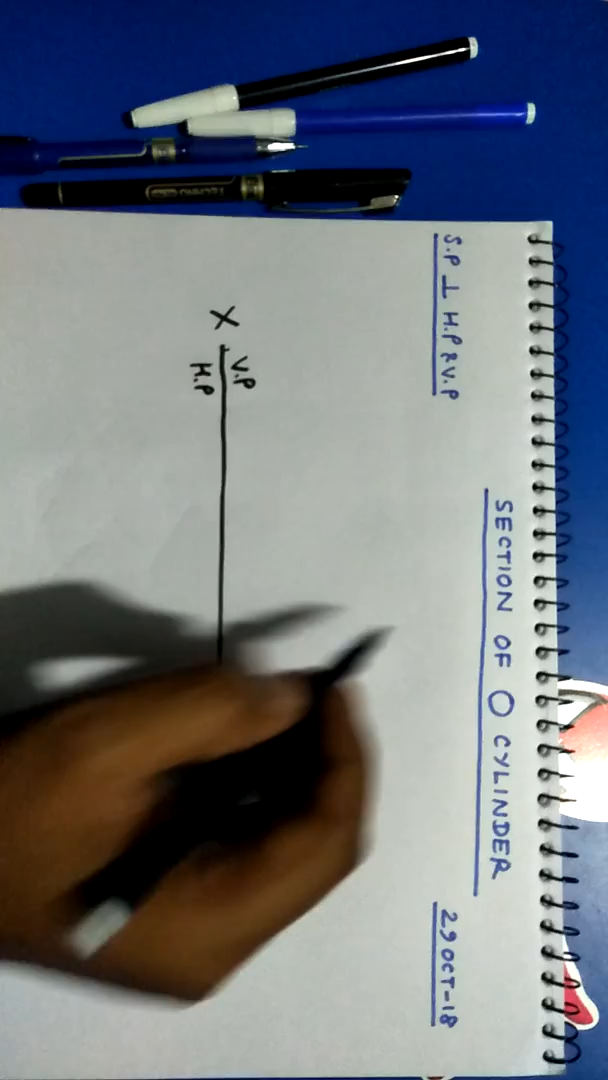 SECTION OF O CYLINDER
S.P ⊥ H.P & V.P
29 OCT-18
X
V.P
H.P